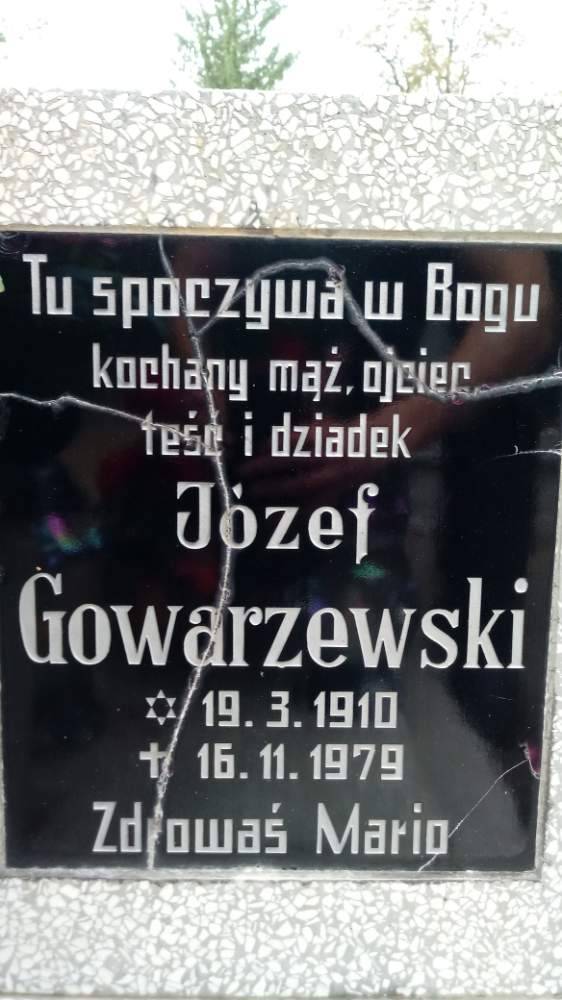 Tu spoczywa w Bogu
kochany mąż, ojciec,
teść i dziadek
Józef
Gowarzewski
✡ 19. 3. 1910
✝ 16. 11. 1979
Zdrowaś Mario